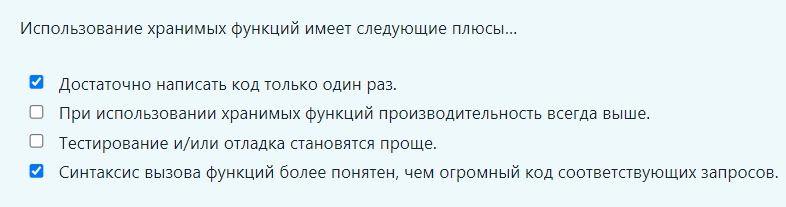 Использование хранимых функций имеет следующие плюсы...
Достаточно написать код только один раз.
При использовании хранимых функций производительность всегда выше.
Тестирование и/или отладка становятся проще.
Синтаксис вызова функций более понятен, чем огромный код соответствующих запросов.